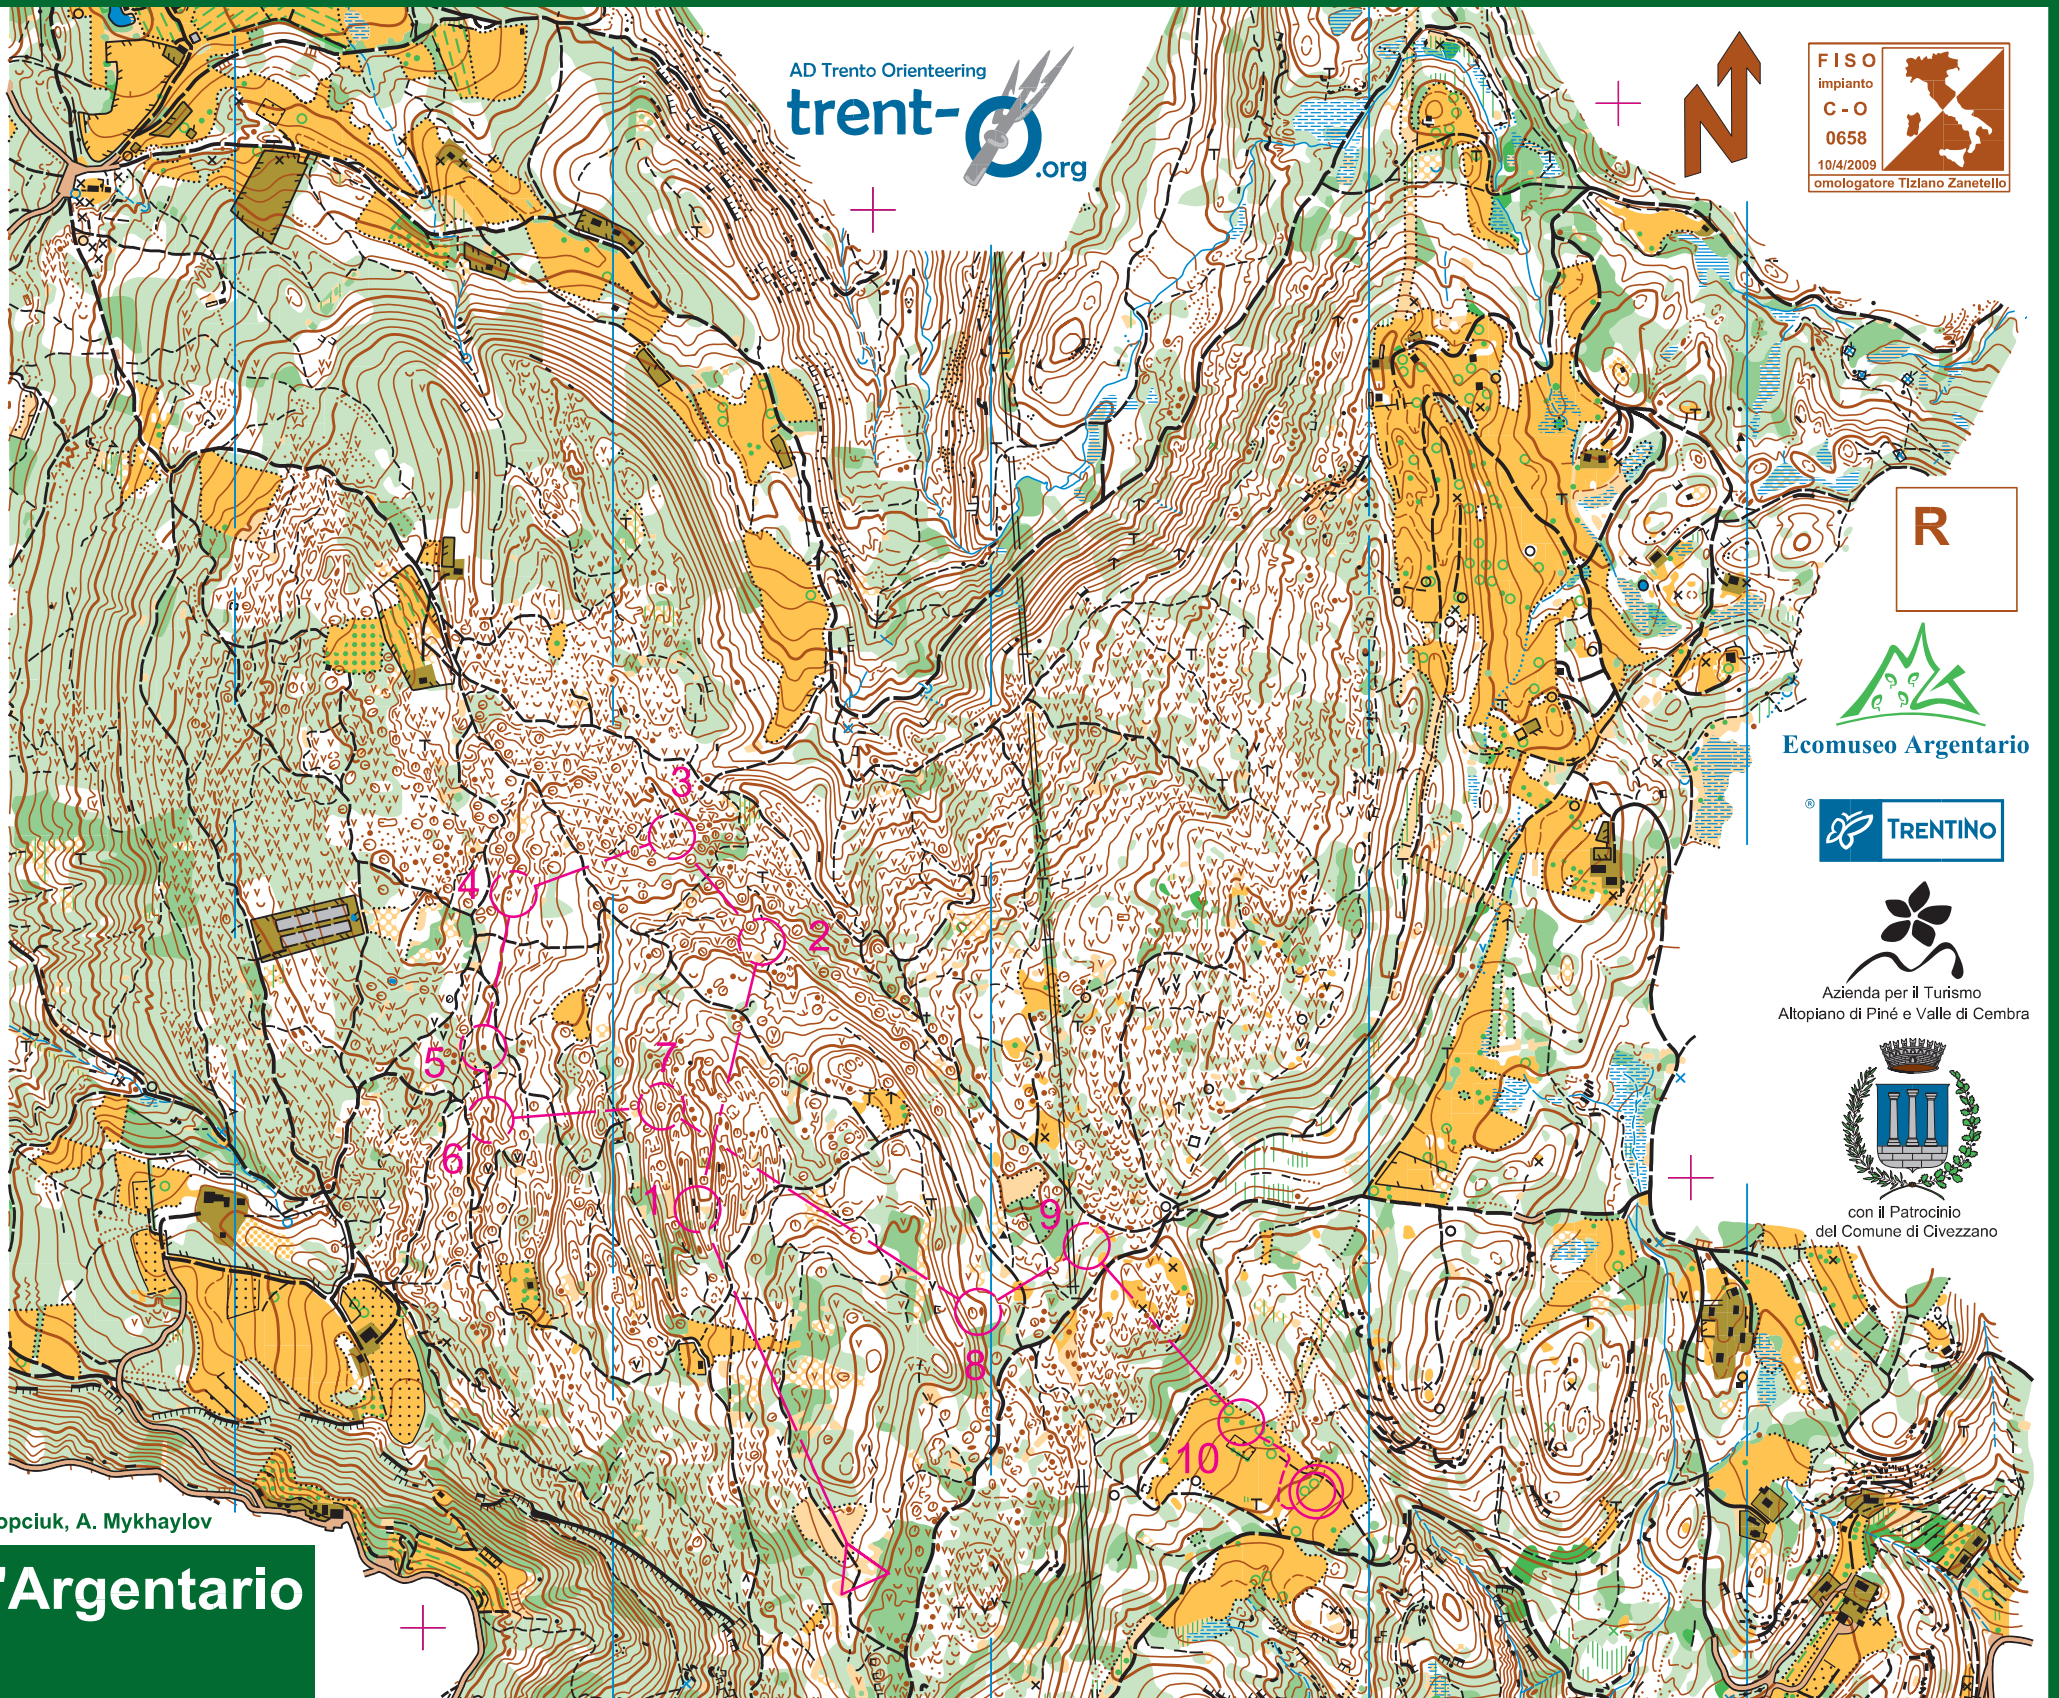 AD Trento Orienteering
trent-O
.org
N
FISO
impianto
C - O
0658
10/4/2009
omologatore TIziano Zanetello
R
Ecomuseo Argentario
®
TRENTINO
Azienda per il Turismo
Altopiano di Piné e Valle di Cembra
con il Patrocinio
del Comune di Civezzano
3
4
2
5
7
6
1
9
8
10
opciuk, A. Mykhaylov
'Argentario